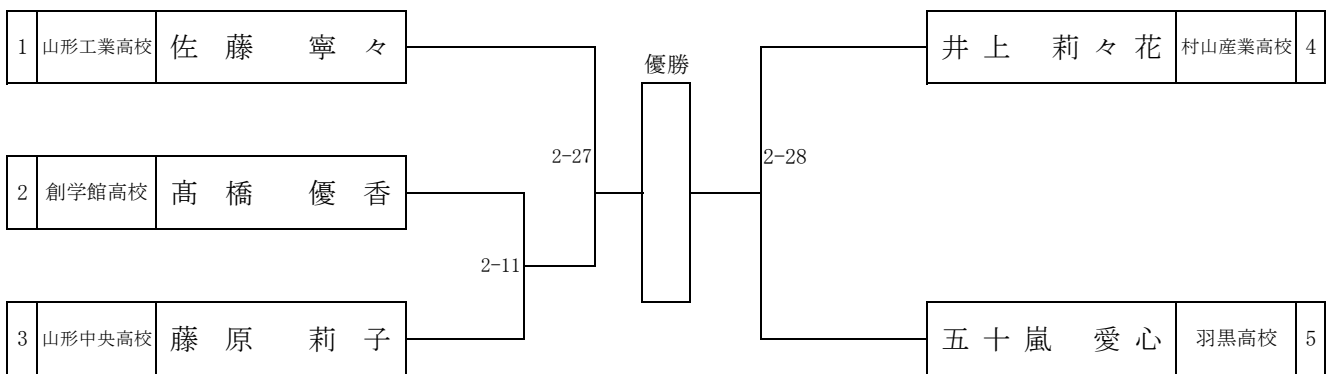 1 山形工業高校 佐藤 寧々
2 創学館高校 髙橋 優香
3 山形中央高校 藤原 莉子
2-11
2-27
優勝
2-28
井上 莉々花 村山産業高校 4
五十嵐 愛心 羽黒高校 5